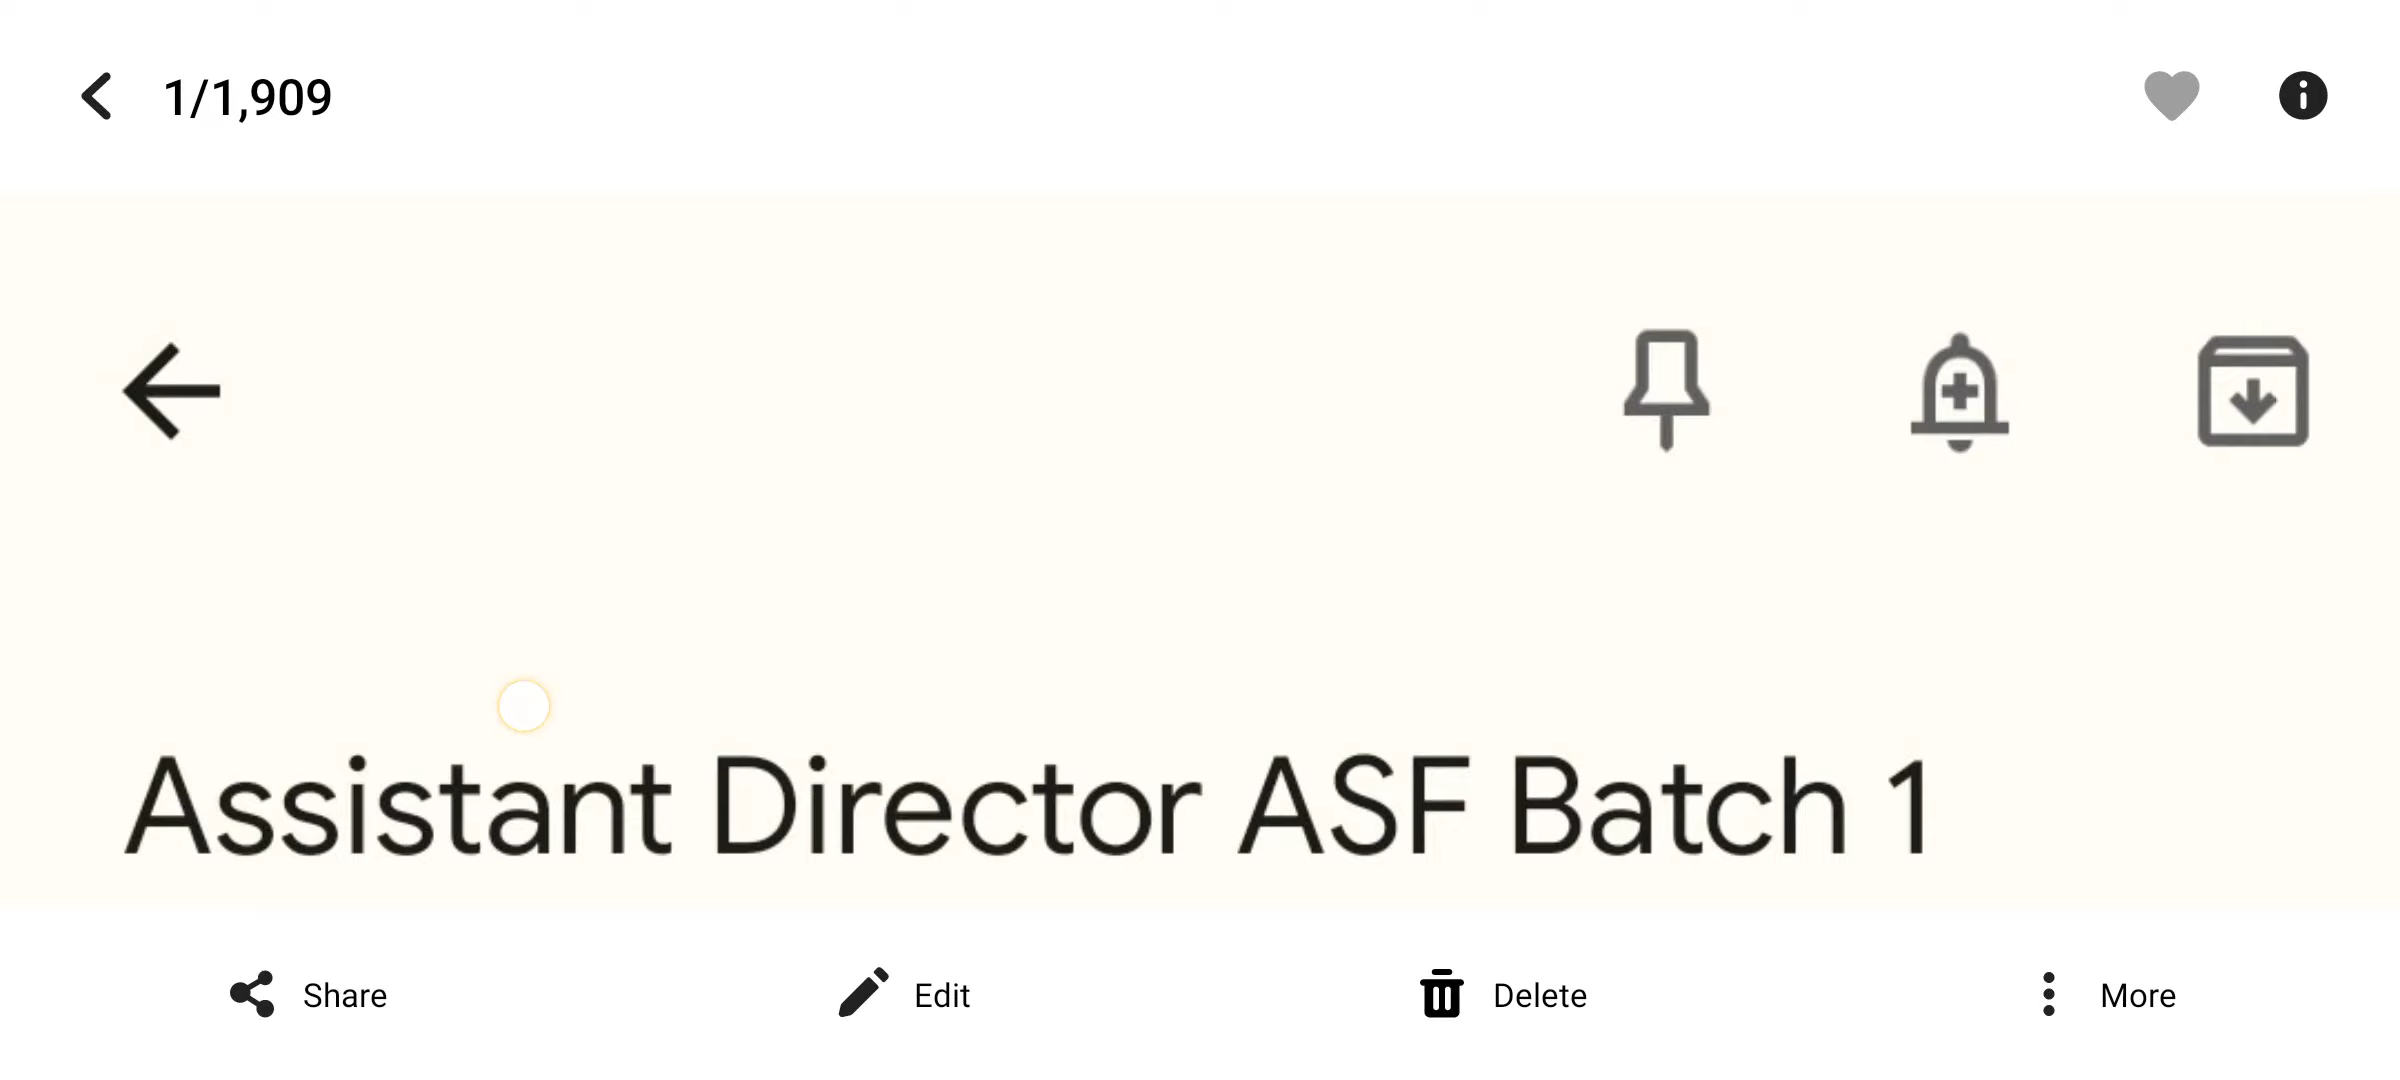 1/1,909
Assistant Director ASF Batch 1
Share
Edit
Delete
More